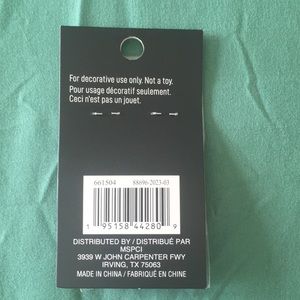 For decorative use only. Not a toy.
Pour usage décoratif seulement.
Ceci n'est pas un jouet.
661504 88696-2023-03
1 95158 44280 9
DISTRIBUTED BY / DISTRIBUÉ PAR
MSPCI
3939 W JOHN CARPENTER FWY
IRVING, TX 75063
MADE IN CHINA / FABRIQUÉ EN CHINE